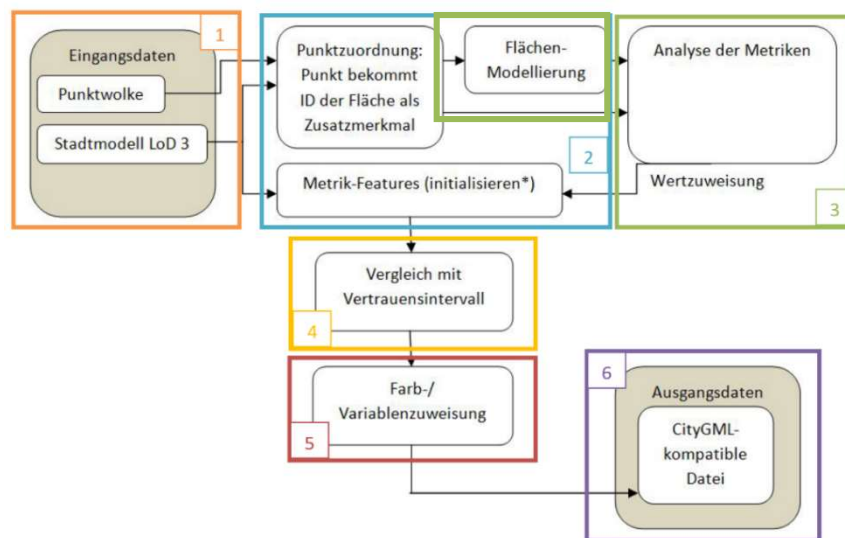 1
Eingangsdaten
Punktwolke
Stadtmodell LoD 3
Punktzuordnung:
Punkt bekommt
ID der Fläche als
Zusatzmerkmal
Flächen-
Modellierung
2
Metrik-Features (initialisieren*)
Analyse der Metriken
Wertzuweisung
3
Vergleich mit
Vertrauensintervall
4
Farb-/
Variablenzuweisung
5
6
Ausgangsdaten
CityGML-
kompatible
Datei